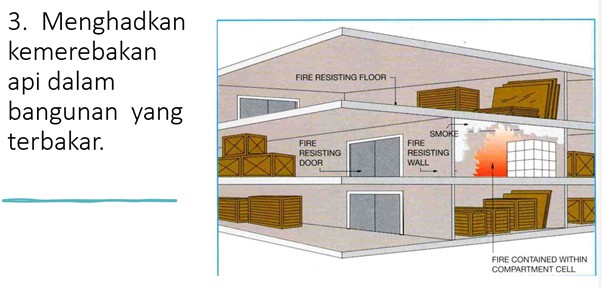 3. Menghadkan
kemerebakan
api dalam
bangunan yang
terbakar.
FIRE RESISTING FLOOR
SMOKE
FIRE
RESISTING
DOOR
FIRE
RESISTING
WALL
FIRE CONTAINED WITHIN
COMPARTMENT CELL